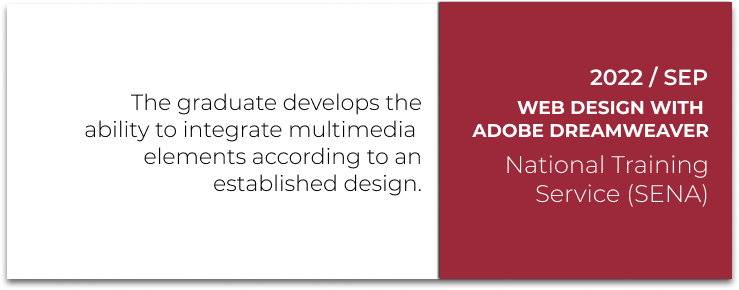 The graduate develops the
ability to integrate multimedia
elements according to an
established design.
2022 / SEP
WEB DESIGN WITH
ADOBE DREAMWEAVER
National Training
Service (SENA)